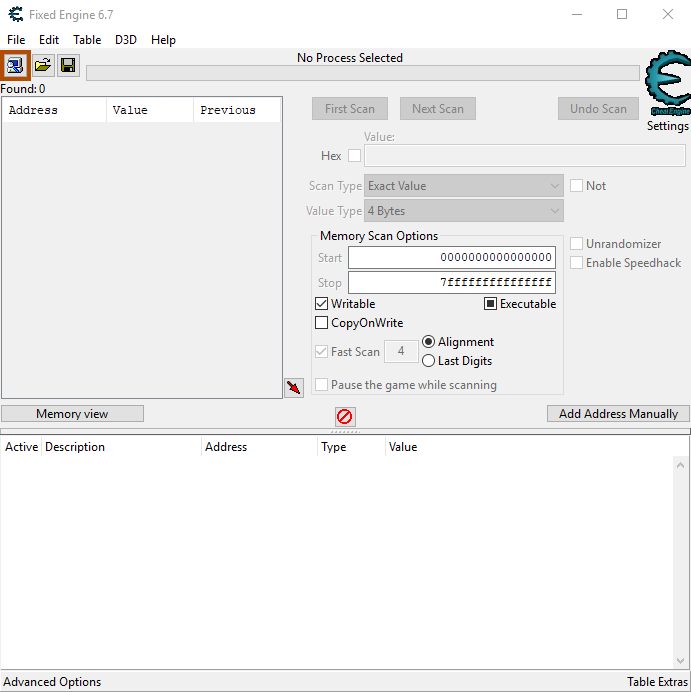 Fixed Engine 6.7
File Edit Table D3D Help
No Process Selected
Found: 0
Address Value Previous
First Scan Next Scan Undo Scan
Cheat Engine
Settings
Value:
Hex
Scan Type Exact Value Not
Value Type 4 Bytes
Memory Scan Options
Start 0000000000000000
Stop 7fffffffffffffff
Unrandomizer
Enable Speedhack
Writable Executable
CopyOnWrite
Fast Scan 4 Alignment
Last Digits
Pause the game while scanning
Memory view Add Address Manually
Active Description Address Type Value
Advanced Options Table Extras